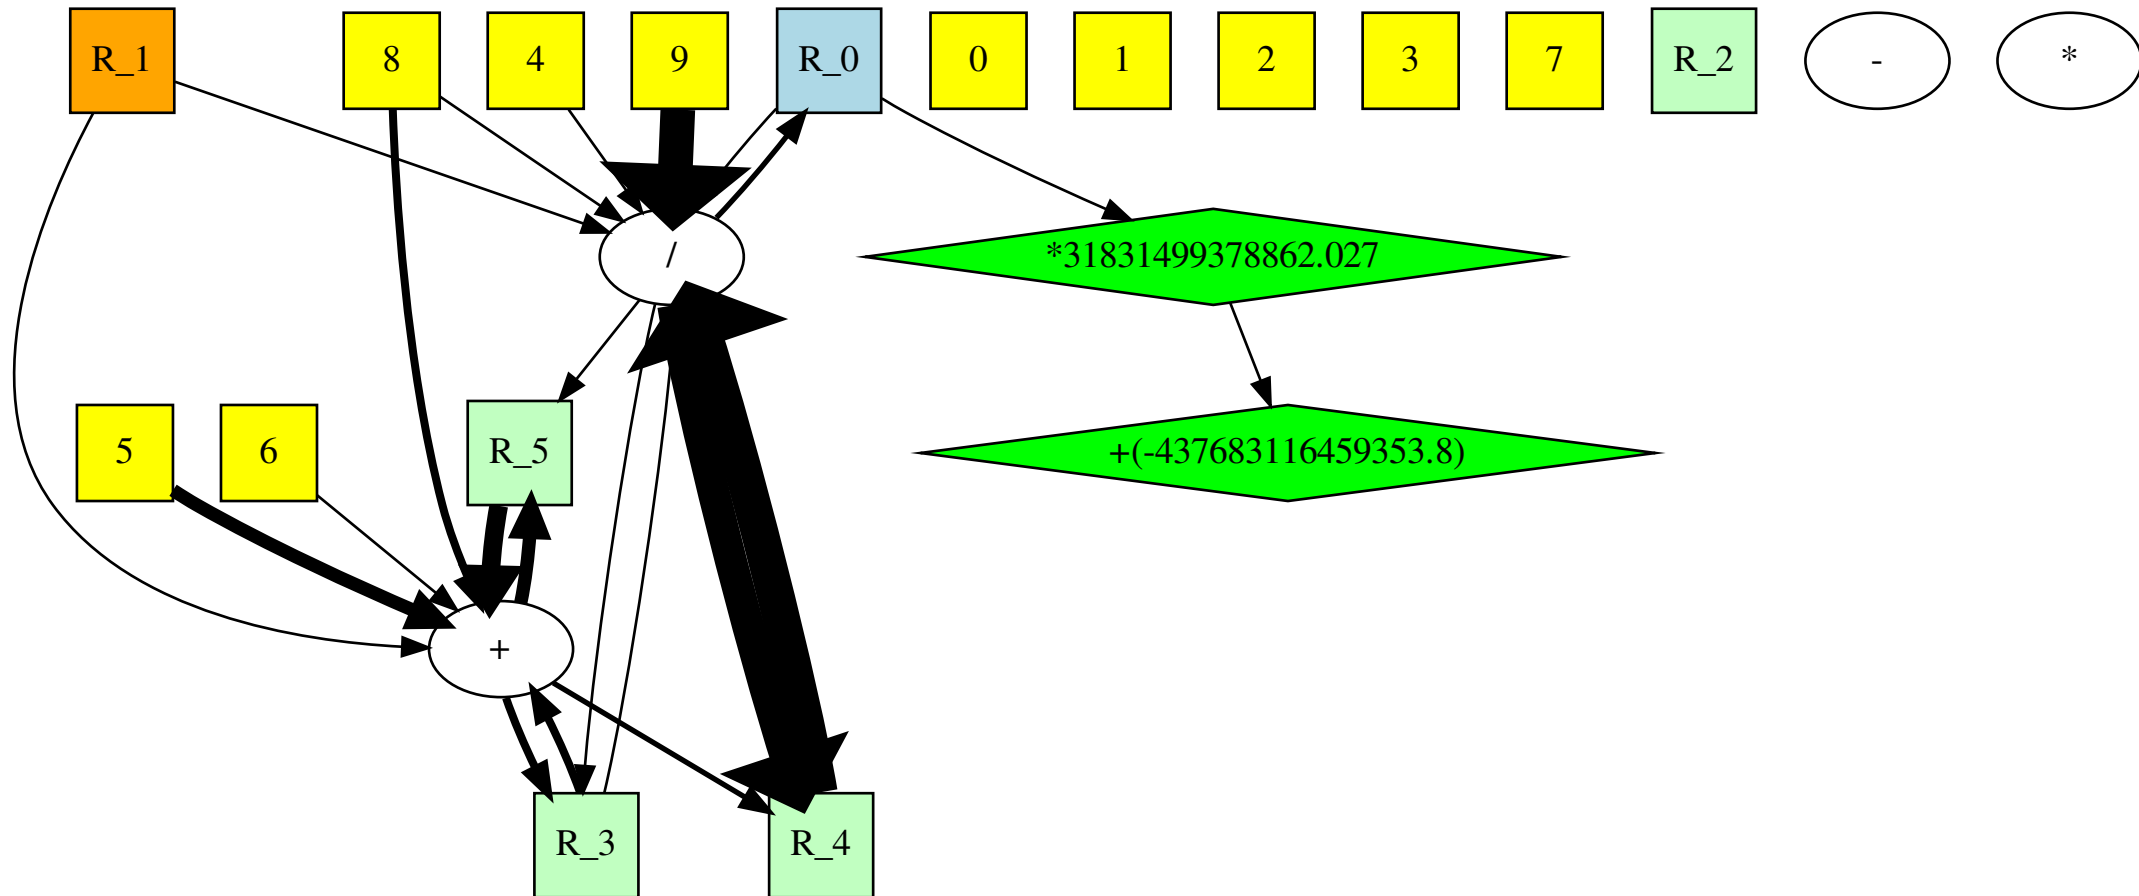 R_1 8 4 9 R_0 0 1 2 3 7 R_2 - *
/ *31831499378862.027
5 6 R_5 +(-437683116459353.8)
+
R_3 R_4